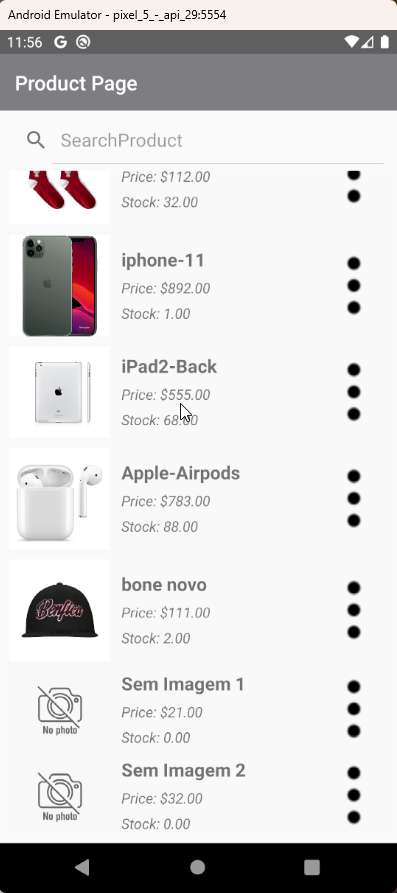 Android Emulator - pixel_5_-_api_29:5554
11:56
Product Page
SearchProduct
Price: $112.00
Stock: 32.00
iphone-11
Price: $892.00
Stock: 1.00
iPad2-Back
Price: $555.00
Stock: 68.00
Apple-Airpods
Price: $783.00
Stock: 88.00
bone novo
Benfica
Price: $111.00
Stock: 2.00
Sem Imagem 1
Price: $21.00
No photo
Stock: 0.00
Sem Imagem 2
Price: $32.00
No photo
Stock: 0.00